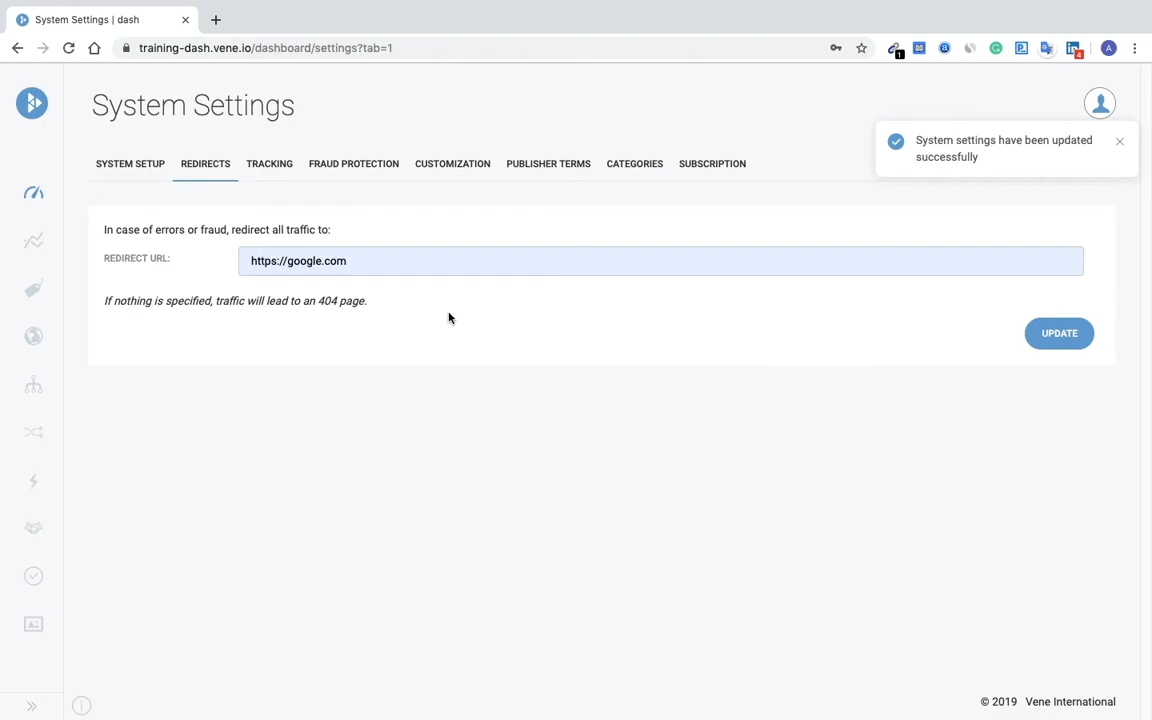 System Settings | dash
training-dash.vene.io/dashboard/settings?tab=1
1
4
A
System Settings
System settings have been updated
successfully
SYSTEM SETUP REDIRECTS TRACKING FRAUD PROTECTION CUSTOMIZATION PUBLISHER TERMS CATEGORIES SUBSCRIPTION
In case of errors or fraud, redirect all traffic to:
REDIRECT URL:
https://google.com
If nothing is specified, traffic will lead to an 404 page.
UPDATE
© 2019 Vene International